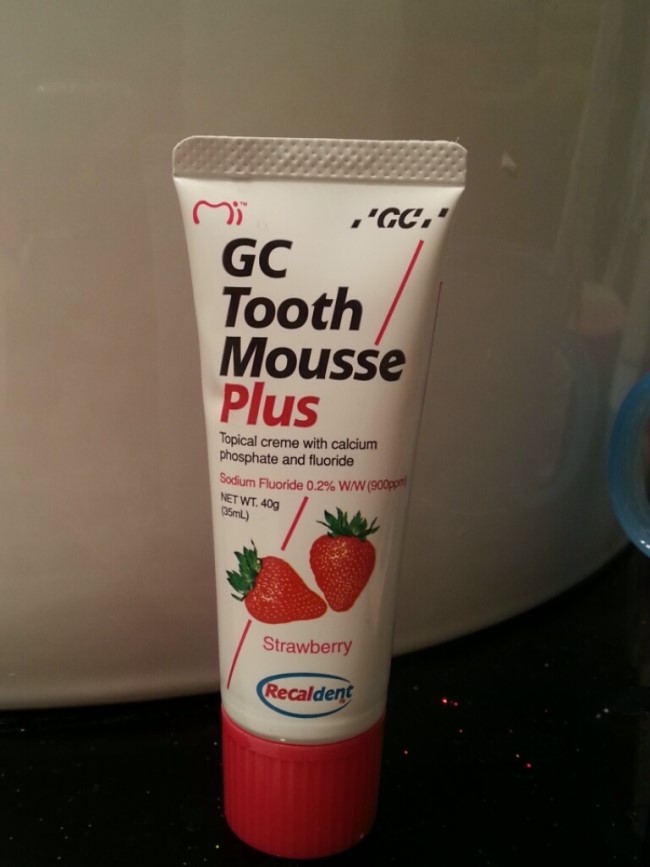 Mi™ GC
GC
Tooth
Mousse
Plus
Topical creme with calcium
phosphate and fluoride
Sodium Fluoride 0.2% W/W (900ppm)
NET WT. 40g
(35mL)
Strawberry
Recaldent